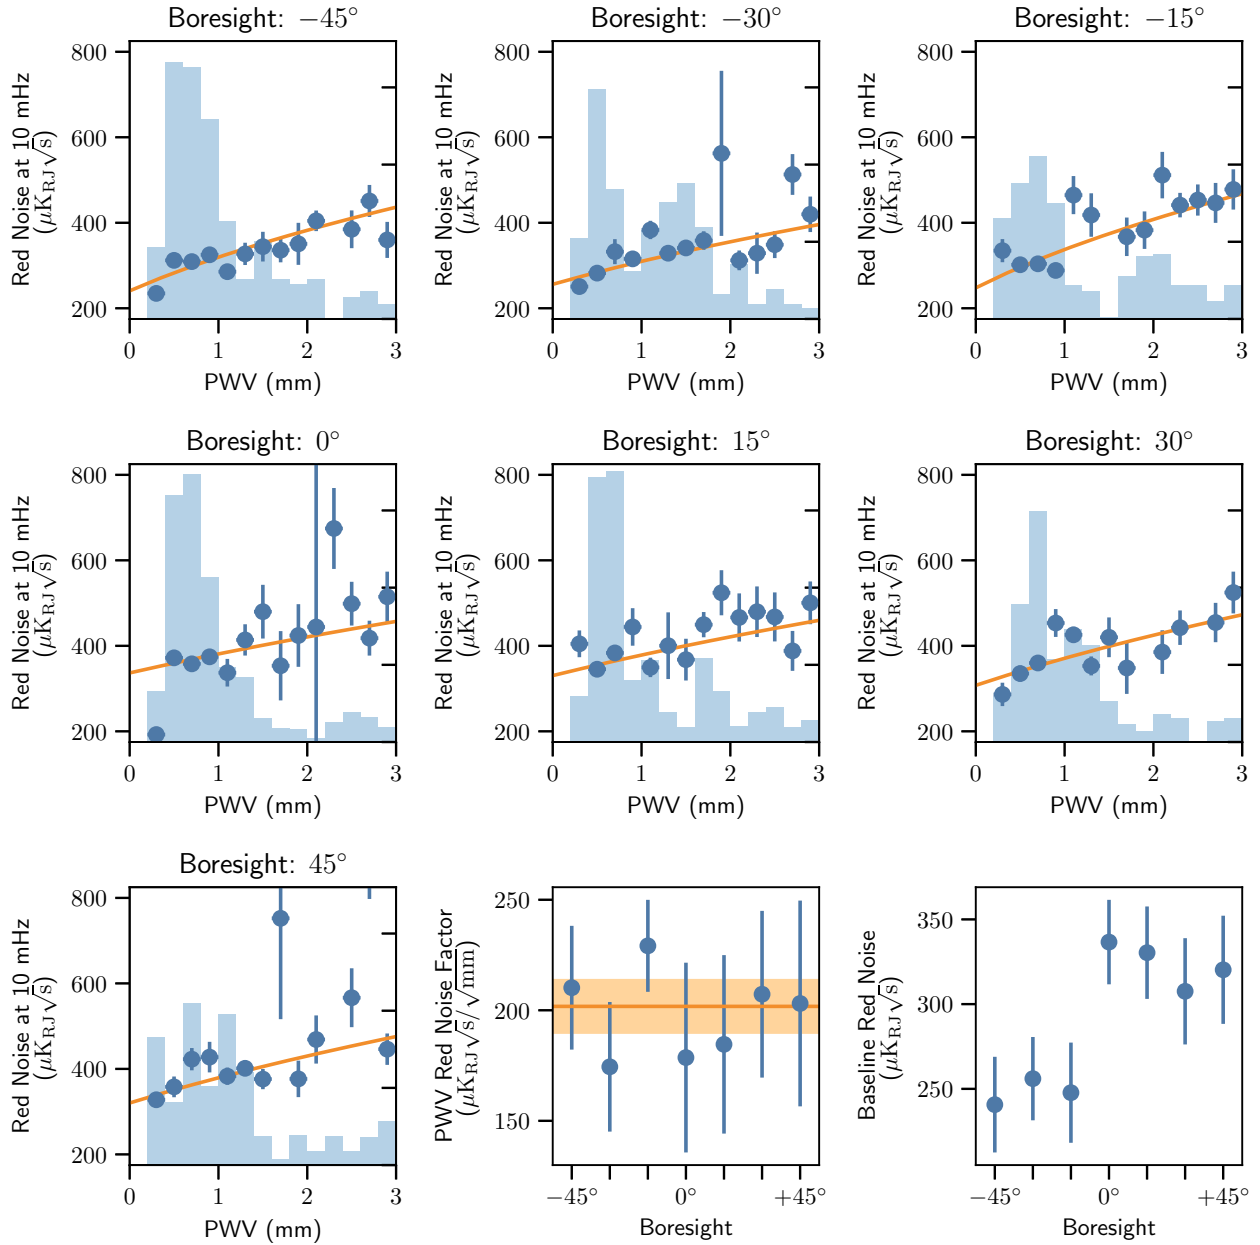 Boresight: −45°
Red Noise at 10 mHz
(μK_RJ√s)
800
600
400
200
0 1 2 3
PWV (mm)
Boresight: −30°
Red Noise at 10 mHz
(μK_RJ√s)
800
600
400
200
0 1 2 3
PWV (mm)
Boresight: −15°
Red Noise at 10 mHz
(μK_RJ√s)
800
600
400
200
0 1 2 3
PWV (mm)
Boresight: 0°
Red Noise at 10 mHz
(μK_RJ√s)
800
600
400
200
0 1 2 3
PWV (mm)
Boresight: 15°
Red Noise at 10 mHz
(μK_RJ√s)
800
600
400
200
0 1 2 3
PWV (mm)
Boresight: 30°
Red Noise at 10 mHz
(μK_RJ√s)
800
600
400
200
0 1 2 3
PWV (mm)
Boresight: 45°
Red Noise at 10 mHz
(μK_RJ√s)
800
600
400
200
0 1 2 3
PWV (mm)
PWV Red Noise Factor
(μK_RJ√s/√mm)
250
200
150
−45° 0° +45°
Boresight
Baseline Red Noise
(μK_RJ√s)
350
300
250
−45° 0° +45°
Boresight